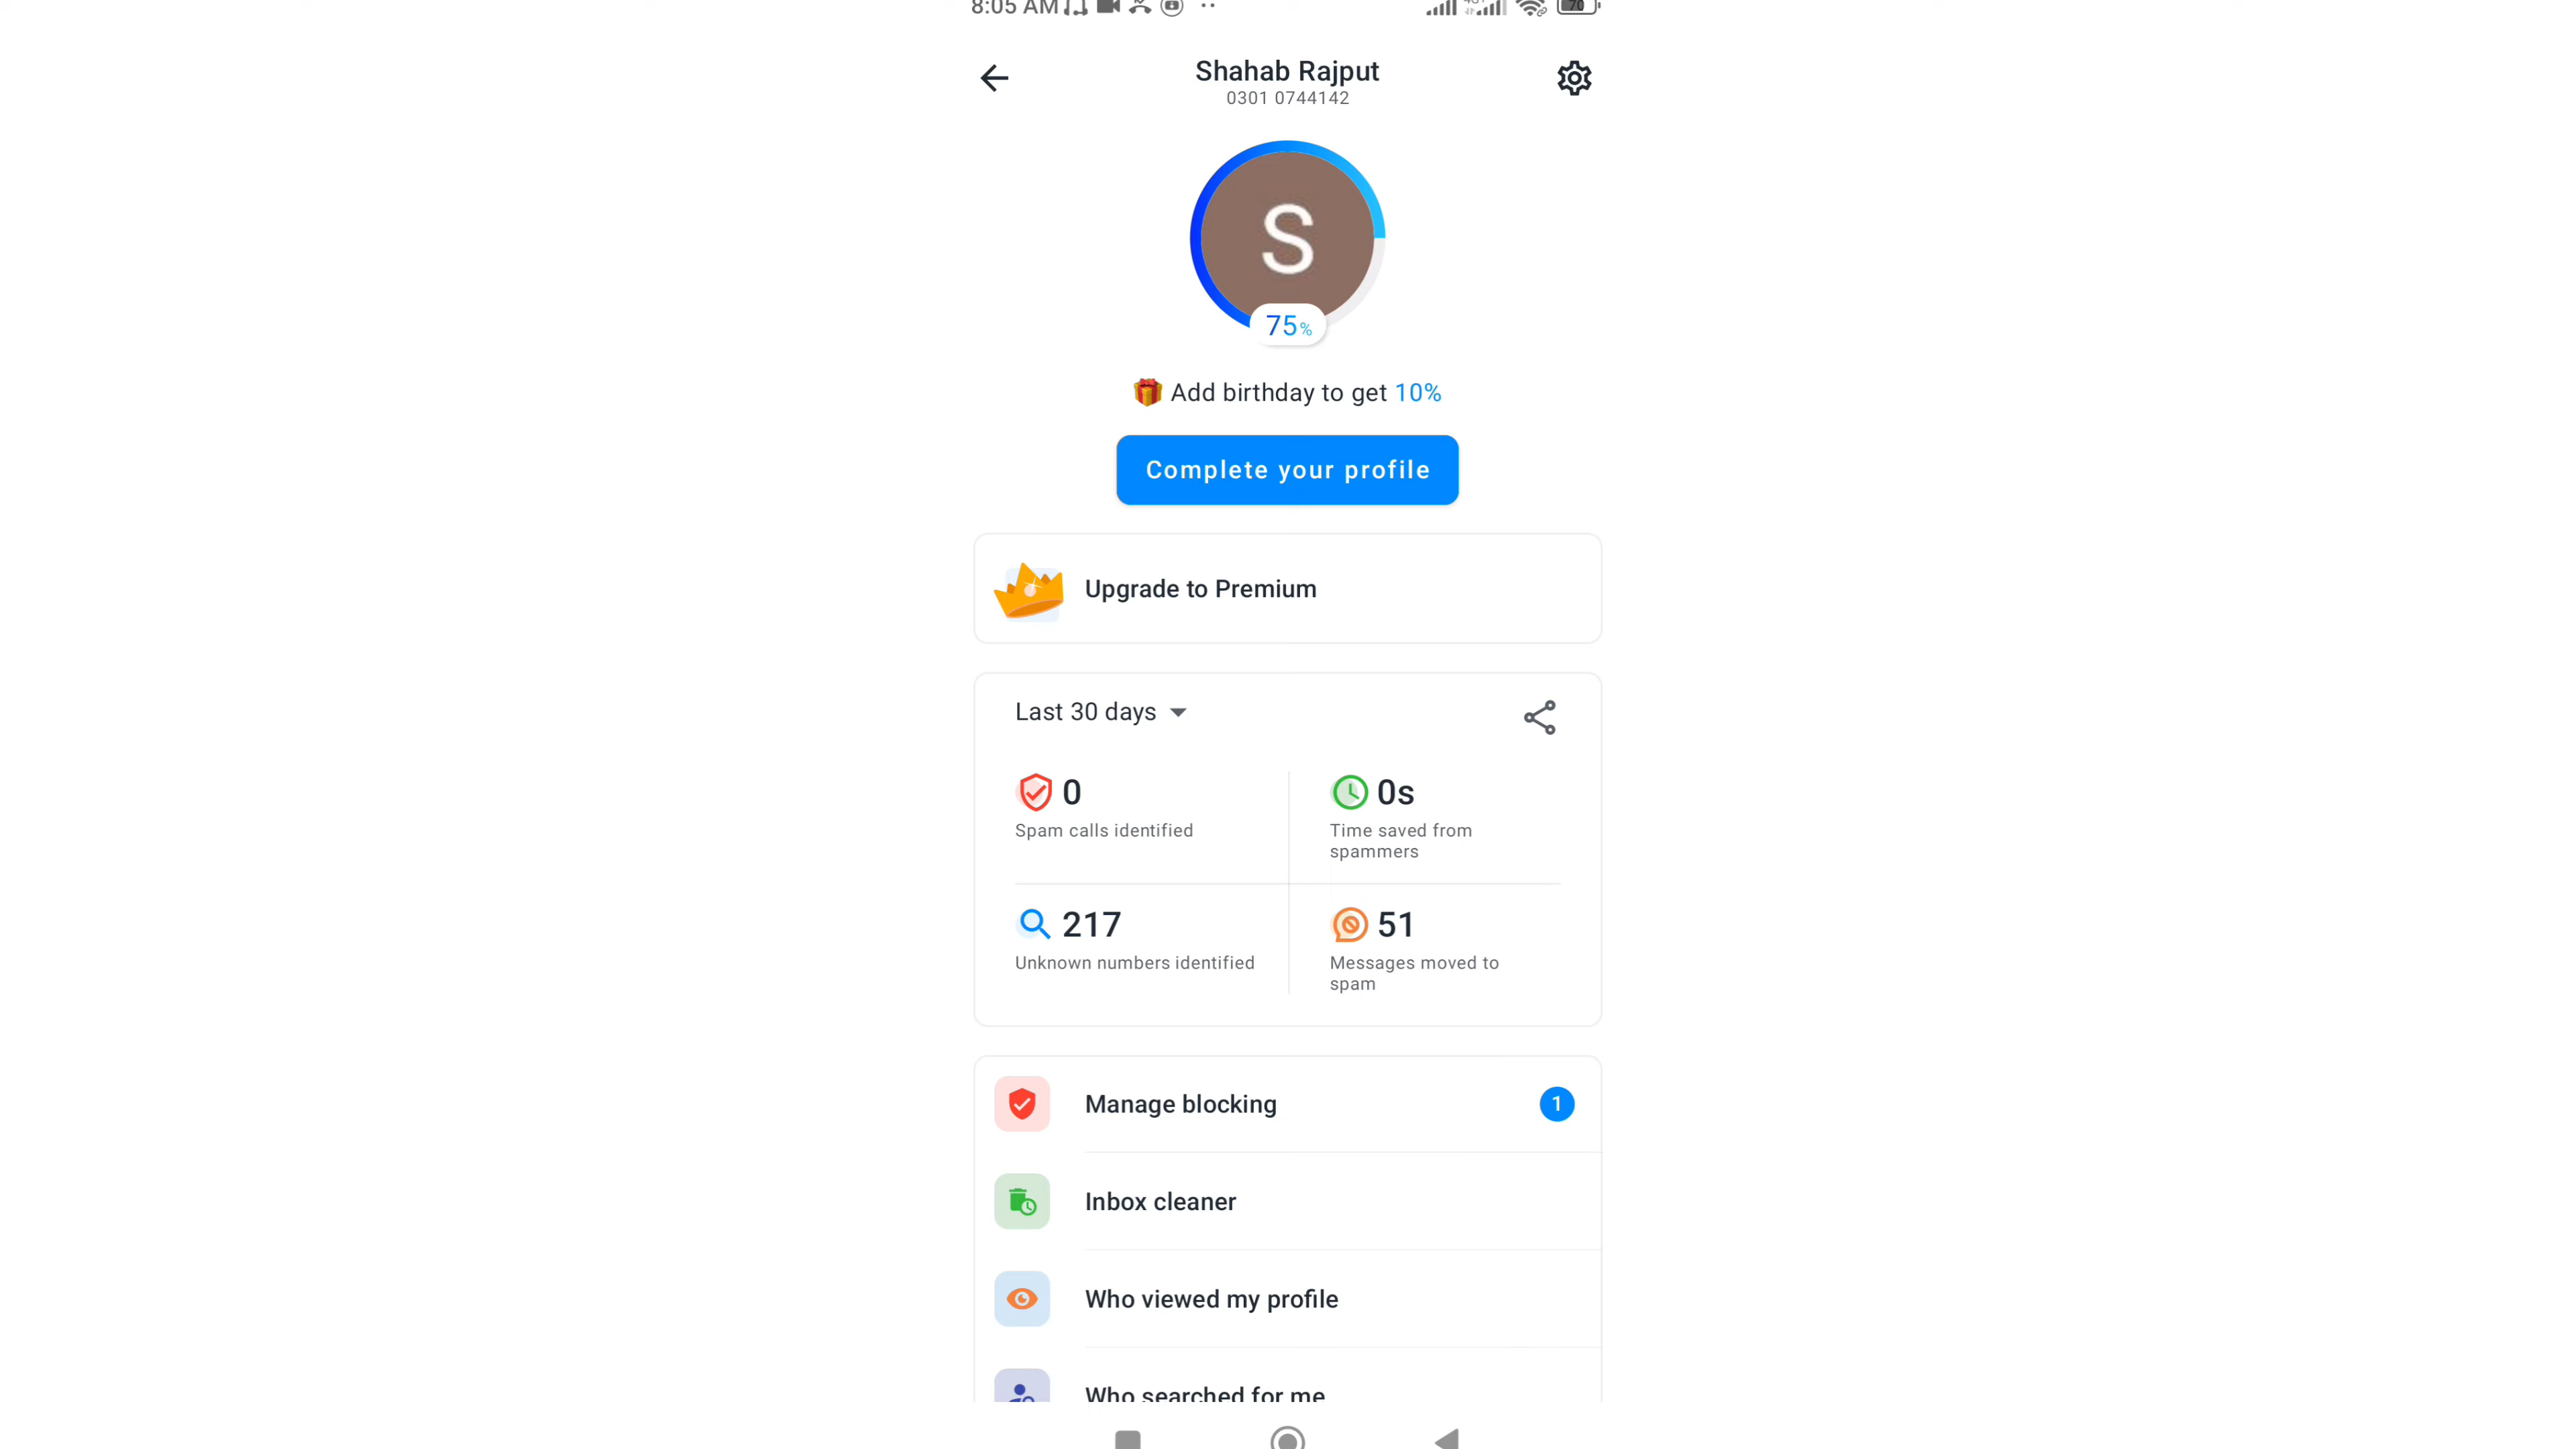 8:05 AM
70
Shahab Rajput
0301 0744142
S
75%
Add birthday to get 10%
Complete your profile
Upgrade to Premium
Last 30 days
0
Spam calls identified
0s
Time saved from
spammers
217
Unknown numbers identified
51
Messages moved to
spam
Manage blocking
1
Inbox cleaner
Who viewed my profile
Who searched for me